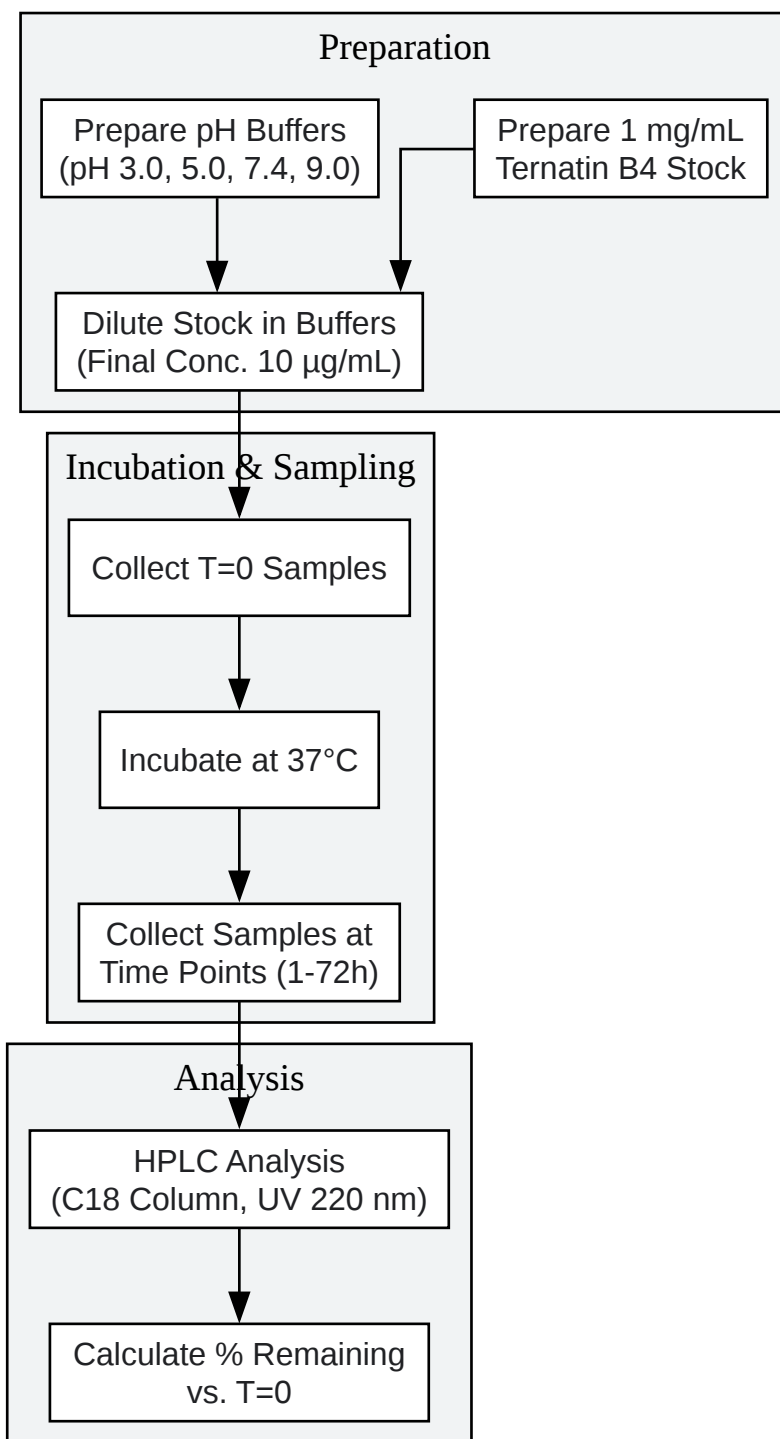 Preparation
Prepare pH Buffers
(pH 3.0, 5.0, 7.4, 9.0)
Prepare 1 mg/mL
Ternatin B4 Stock
Dilute Stock in Buffers
(Final Conc. 10 µg/mL)
Incubation & Sampling
Collect T=0 Samples
Incubate at 37°C
Collect Samples at
Time Points (1-72h)
Analysis
HPLC Analysis
(C18 Column, UV 220 nm)
Calculate % Remaining
vs. T=0